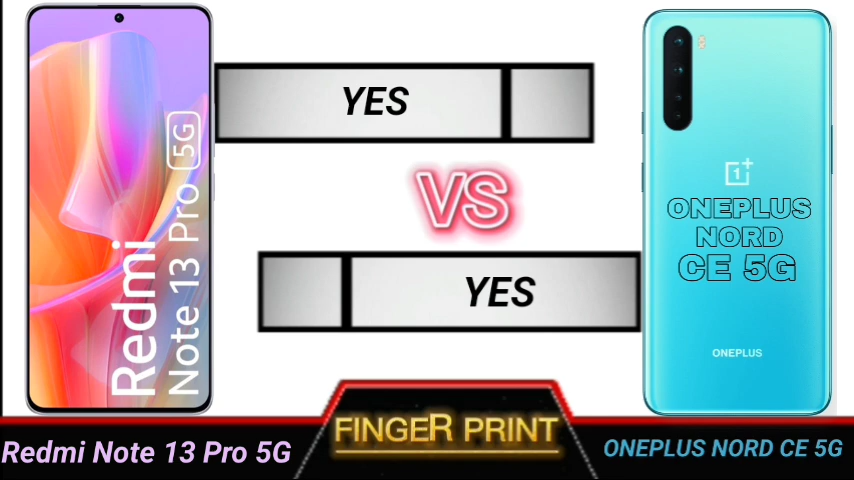 Redmi
Note 13 Pro 5G
YES
VS
YES
1+
ONEPLUS
NORD
CE 5G
ONEPLUS
FINGER PRINT
Redmi Note 13 Pro 5G
ONEPLUS NORD CE 5G